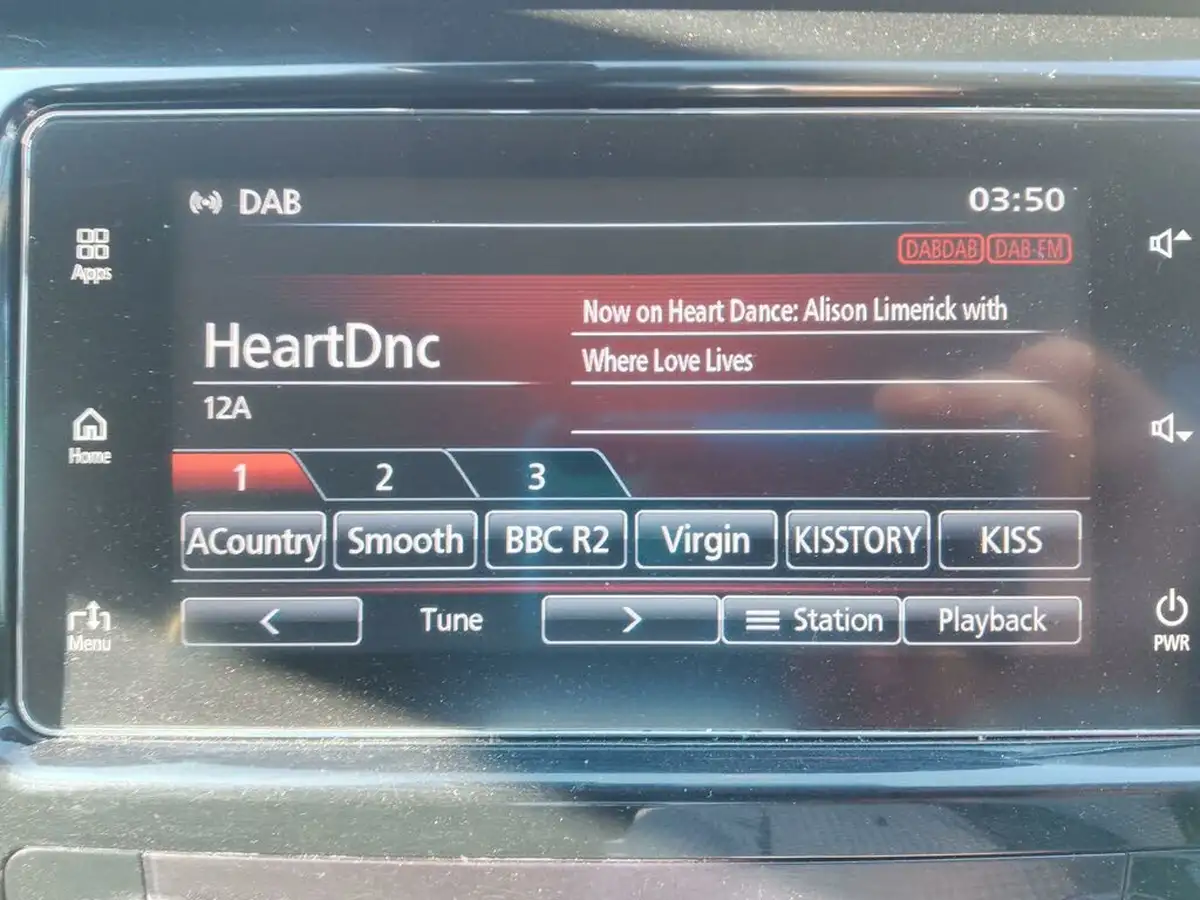 DAB 03:50
DABDAB DAB-FM
Apps
Now on Heart Dance: Alison Limerick with
HeartDnc
Where Love Lives
12A
Home
1 2 3
ACountry Smooth BBC R2 Virgin KISSTORY KISS
< Tune > Station Playback
Menu
PWR